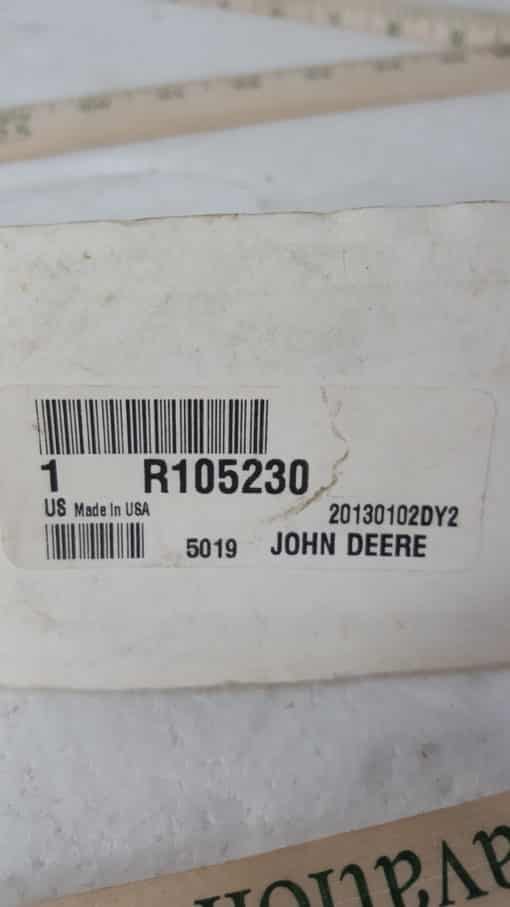 1 R105230
US Made In USA
20130102DY2
5019 JOHN DEERE